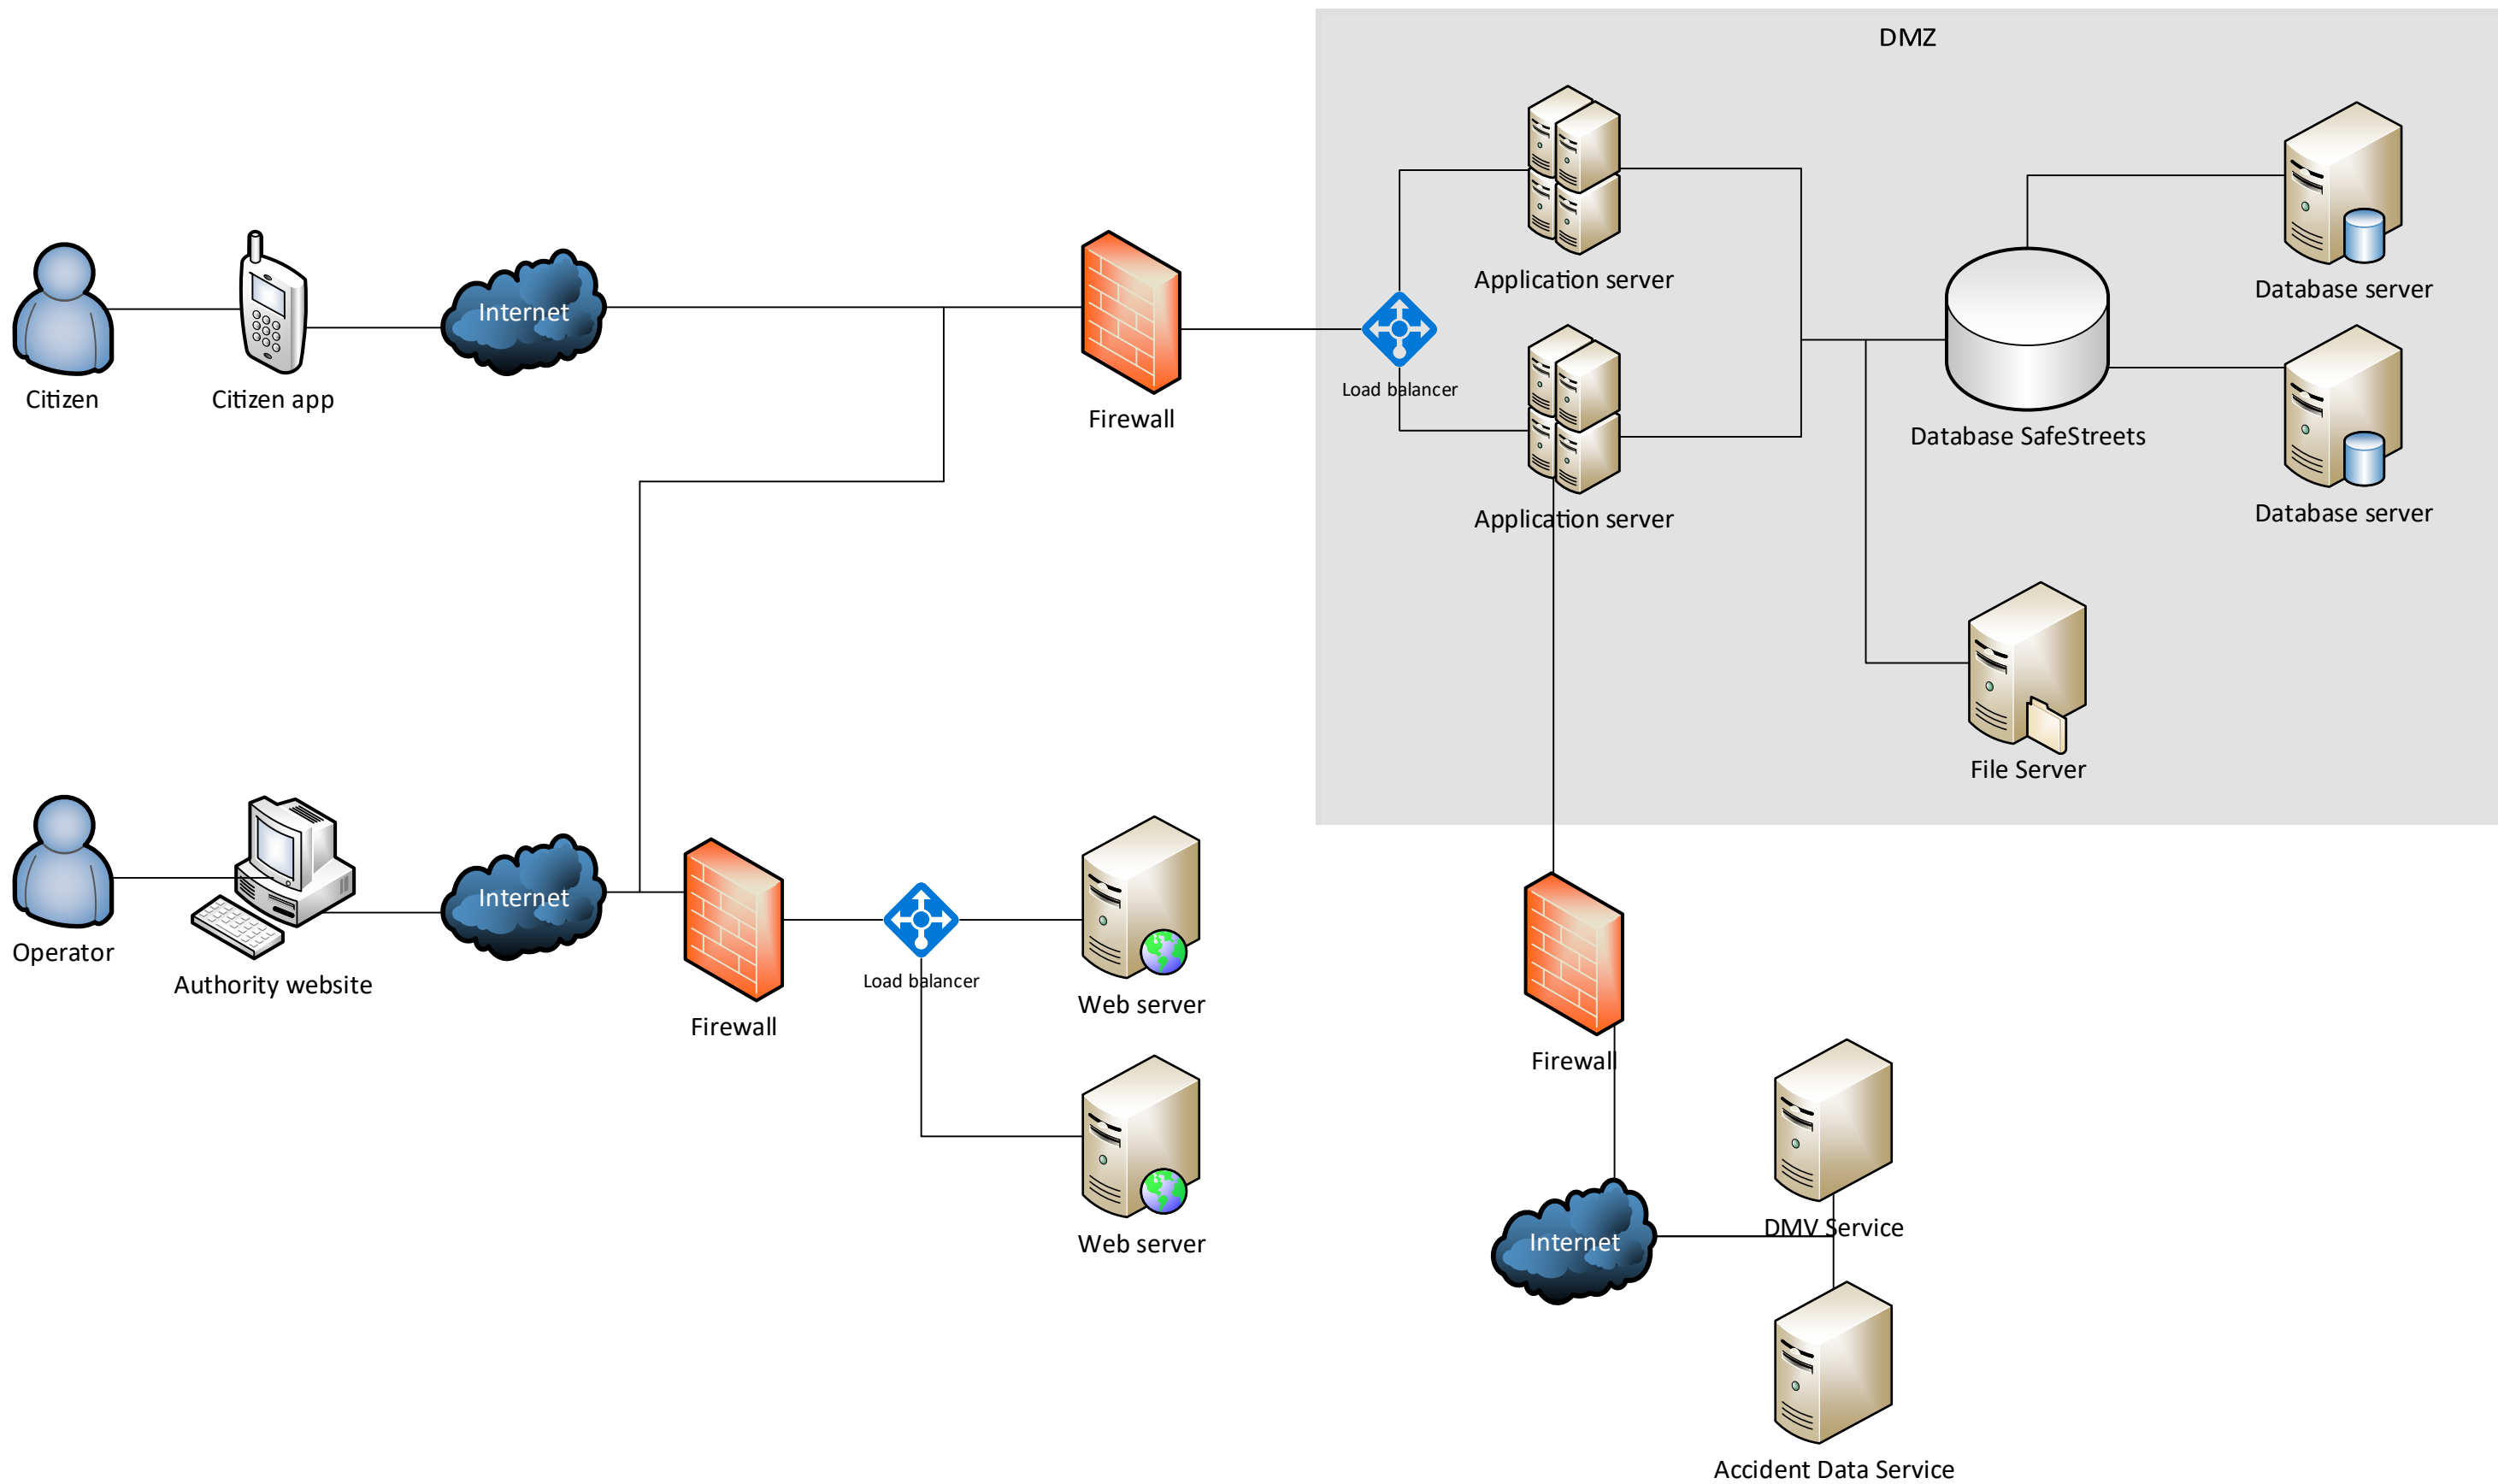 DMZ
Application server
Database server
Internet
Citizen
Citizen app
Firewall
Load balancer
Database SafeStreets
Application server
Database server
File Server
Internet
Operator
Authority website
Load balancer
Web server
Firewall
Firewall
Web server
DMV Service
Internet
Accident Data Service